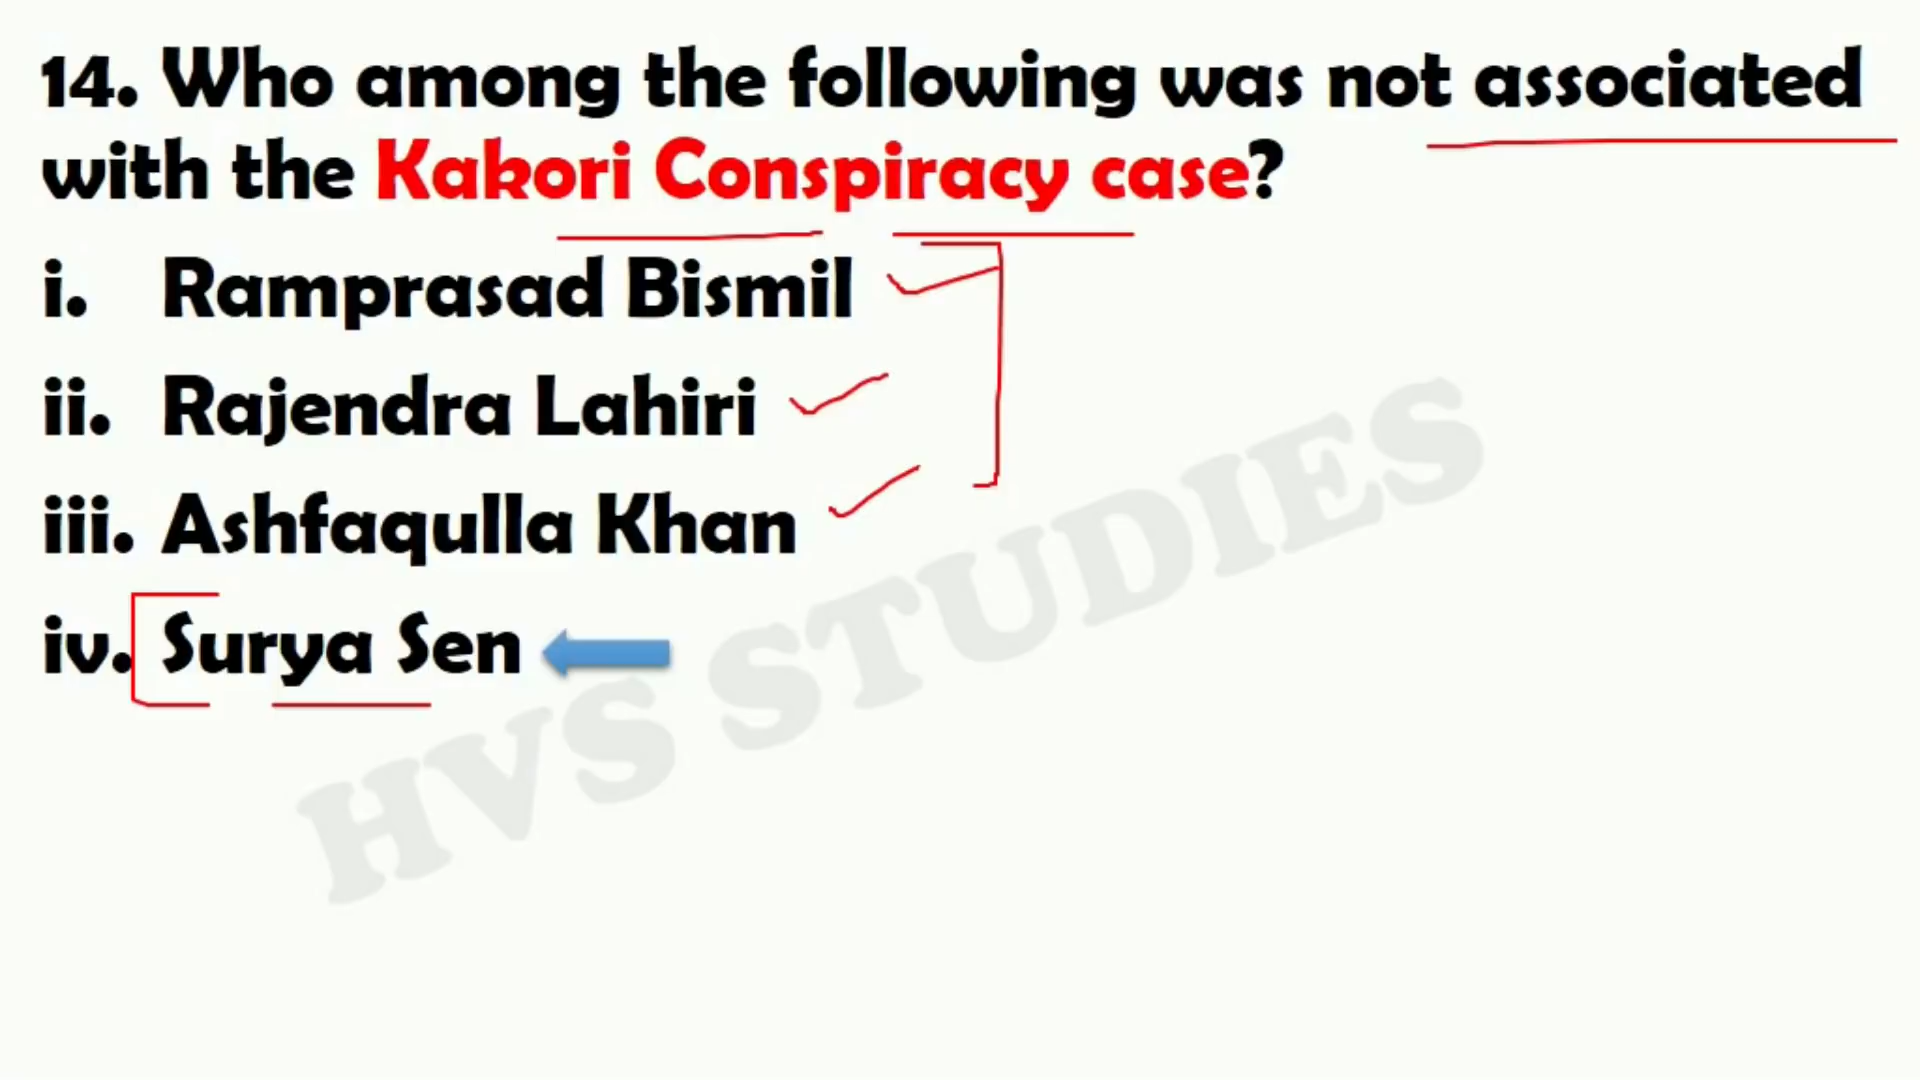 14. Who among the following was not associated
with the Kakori Conspiracy case?
i. Ramprasad Bismil
ii. Rajendra Lahiri
iii. Ashfaqulla Khan
iv. Surya Sen
HVS STUDIES